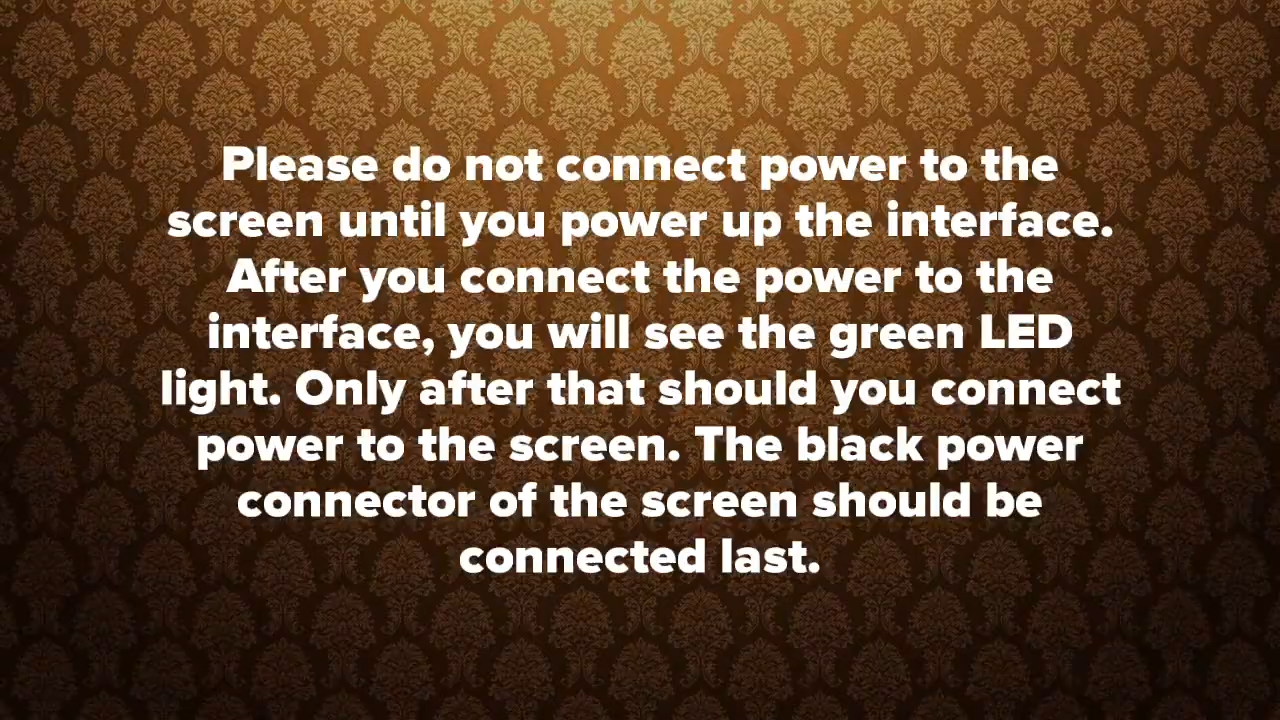 Please do not connect power to the
screen until you power up the interface.
After you connect the power to the
interface, you will see the green LED
light. Only after that should you connect
power to the screen. The black power
connector of the screen should be
connected last.